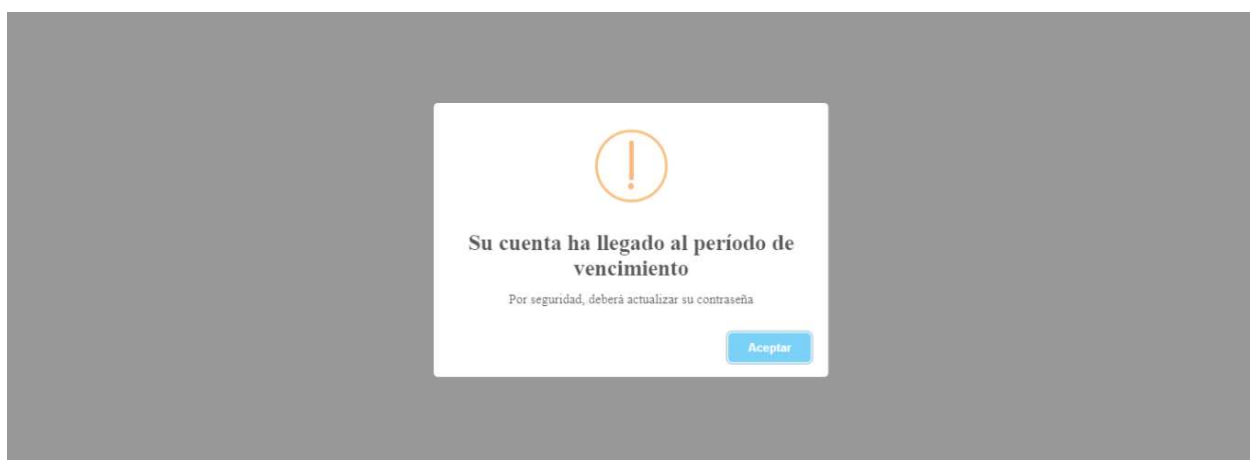 Su cuenta ha llegado al período de
vencimiento
Por seguridad, deberá actualizar su contraseña
Aceptar